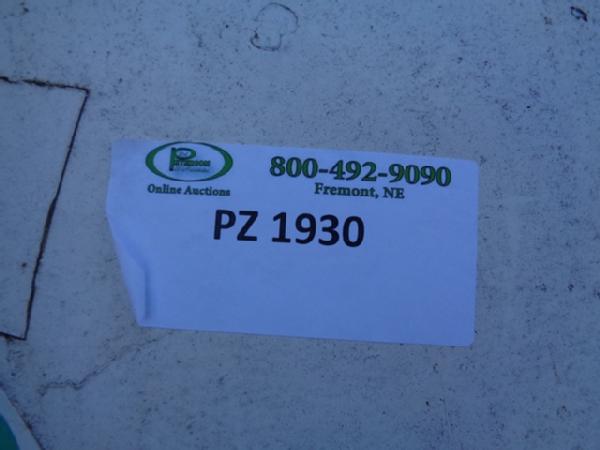 800-492-9090
Online Auctions
Fremont, NE
PZ 1930